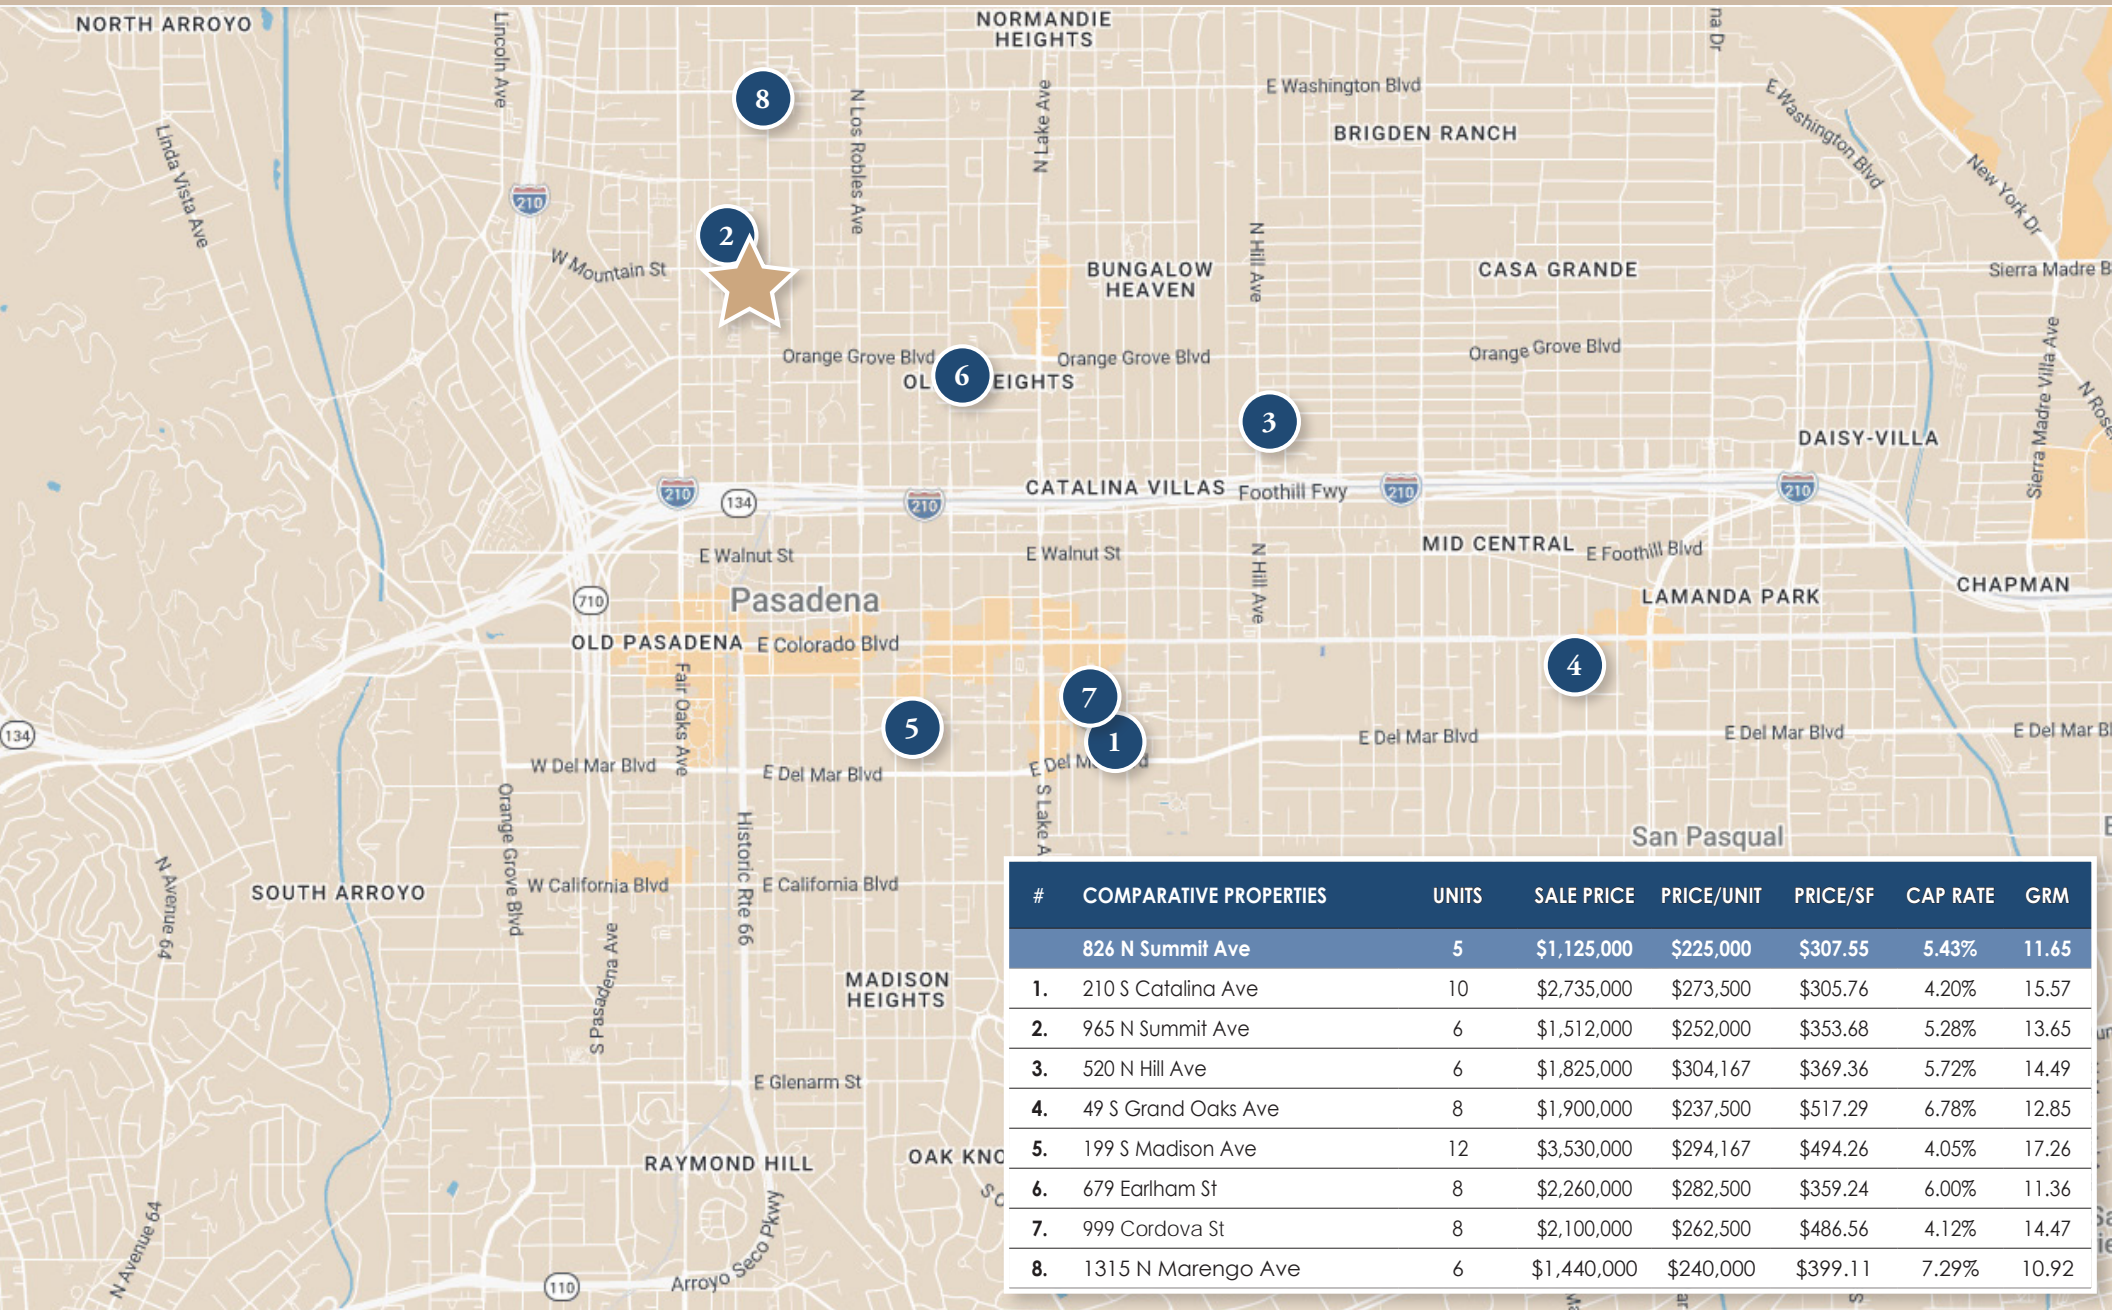 NORTH ARROYO
Lincoln Ave
NORMANDIE
HEIGHTS
8
N Los Robles Ave
N Lake Ave
E Washington Blvd
BRIGDEN RANCH
E Washington Blvd
New York Dr
Linda Vista Ave
210
2
W Mountain St
N Hill Ave
BUNGALOW
HEAVEN
CASA GRANDE
Sierra Madre B
Orange Grove Blvd
6
Orange Grove Blvd
Orange Grove Blvd
EIGHTS
3
Sierra Madre Villa Ave
N Rose
DAISY-VILLA
210
134
210
CATALINA VILLAS
Foothill Fwy
210
210
E Walnut St
E Walnut St
N Hill Ave
MID CENTRAL
E Foothill Blvd
CHAPMAN
710
Pasadena
LAMANDA PARK
OLD PASADENA
E Colorado Blvd
Fair Oaks Ave
4
7
5
1
134
W Del Mar Blvd
E Del Mar Blvd
E Del M
d
E Del Mar Blvd
E Del Mar Blvd
E Del Mar Bl
Orange Grove Blvd
Historic Rte 66
S Lake A
San Pasqual
N Avenue 64
SOUTH ARROYO
W California Blvd
E California Blvd
S Pasadena Ave
MADISON
HEIGHTS
E Glenarm St
RAYMOND HILL
OAK KNO
N Avenue 64
110
Arroyo Seco Pkwy
# COMPARATIVE PROPERTIES UNITS SALE PRICE PRICE/UNIT PRICE/SF CAP RATE GRM
826 N Summit Ave 5 $1,125,000 $225,000 $307.55 5.43% 11.65
1. 210 S Catalina Ave 10 $2,735,000 $273,500 $305.76 4.20% 15.57
2. 965 N Summit Ave 6 $1,512,000 $252,000 $353.68 5.28% 13.65
3. 520 N Hill Ave 6 $1,825,000 $304,167 $369.36 5.72% 14.49
4. 49 S Grand Oaks Ave 8 $1,900,000 $237,500 $517.29 6.78% 12.85
5. 199 S Madison Ave 12 $3,530,000 $294,167 $494.26 4.05% 17.26
6. 679 Earlham St 8 $2,260,000 $282,500 $359.24 6.00% 11.36
7. 999 Cordova St 8 $2,100,000 $262,500 $486.56 4.12% 14.47
8. 1315 N Marengo Ave 6 $1,440,000 $240,000 $399.11 7.29% 10.92